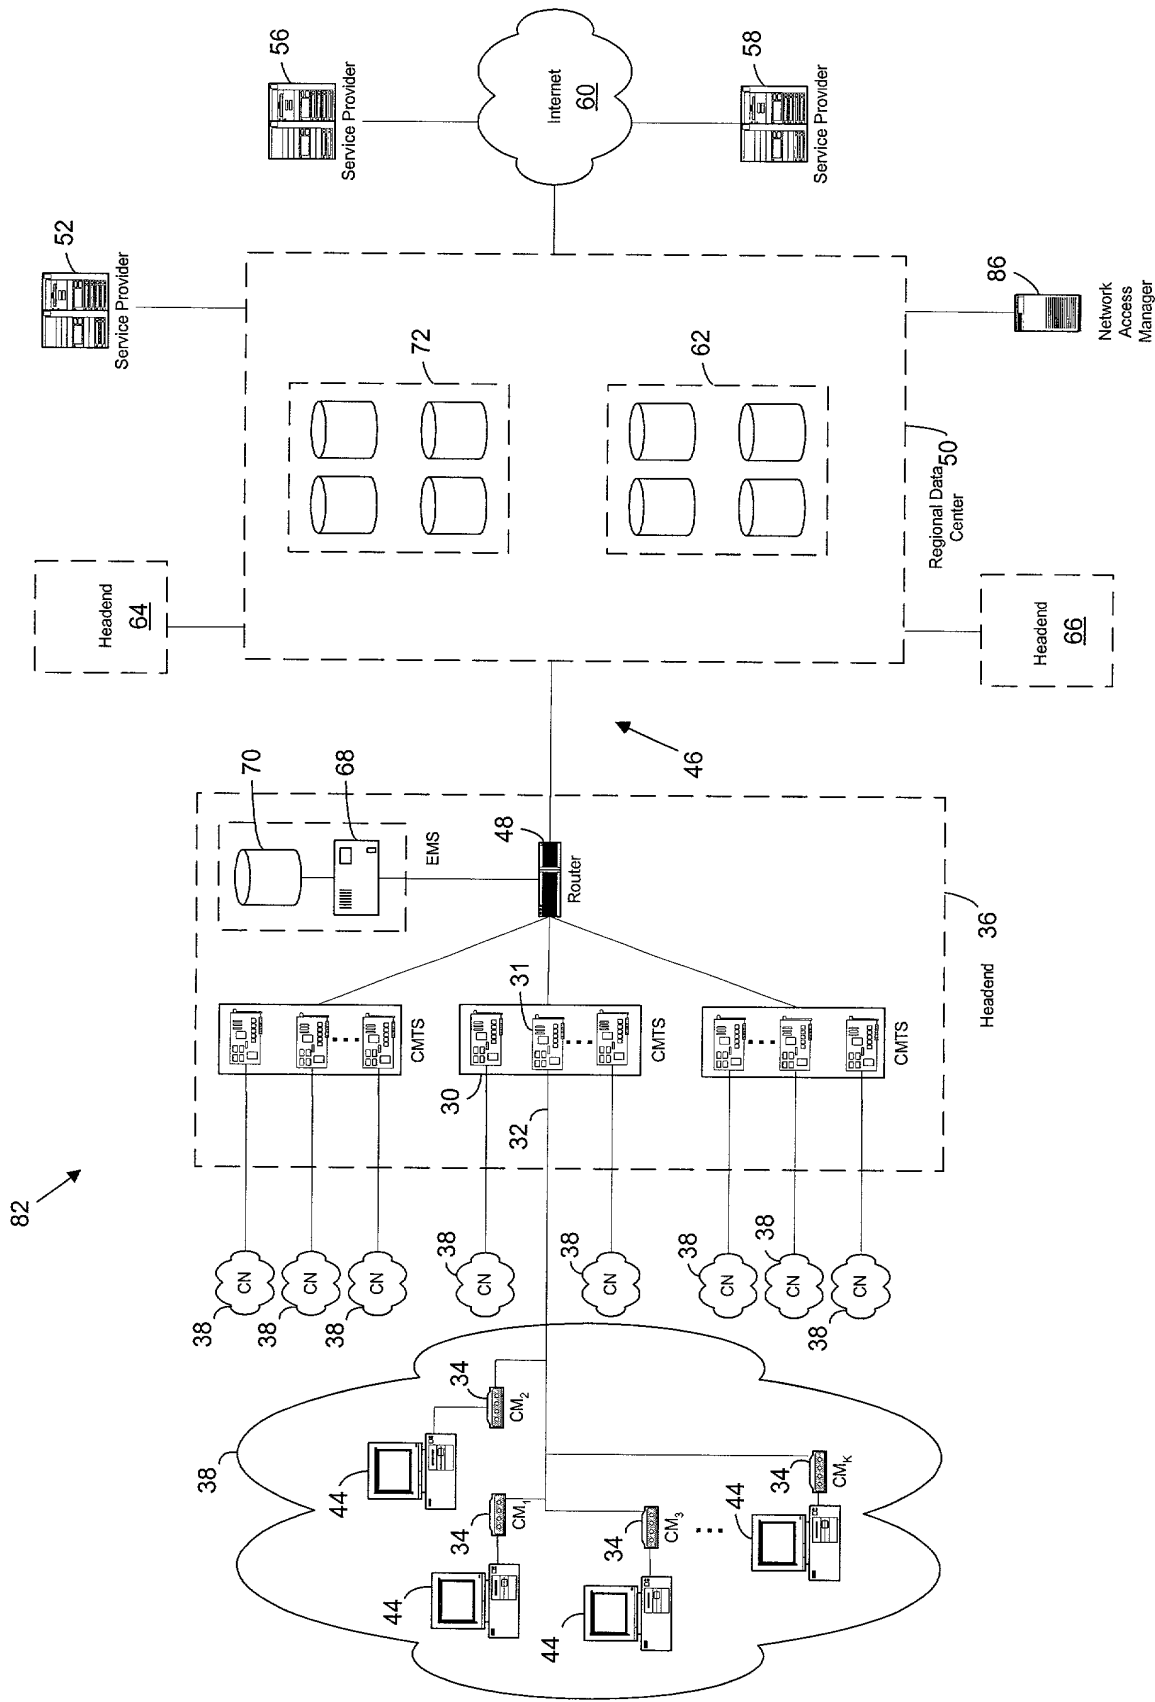 82
38
44
34
CM2
44
34
CM1
44
34
CM3
44
34
CMK
38
CN
38
CN
38
CN
38
CN
38
CN
38
CN
38
CN
38
CN
32
30
31
CMTS
CMTS
CMTS
70
68
EMS
48
Router
36
Headend
46
Headend
64
Headend
66
52
Service Provider
72
62
50
Regional Data
Center
86
Network
Access
Manager
56
Service Provider
Internet
60
58
Service Provider